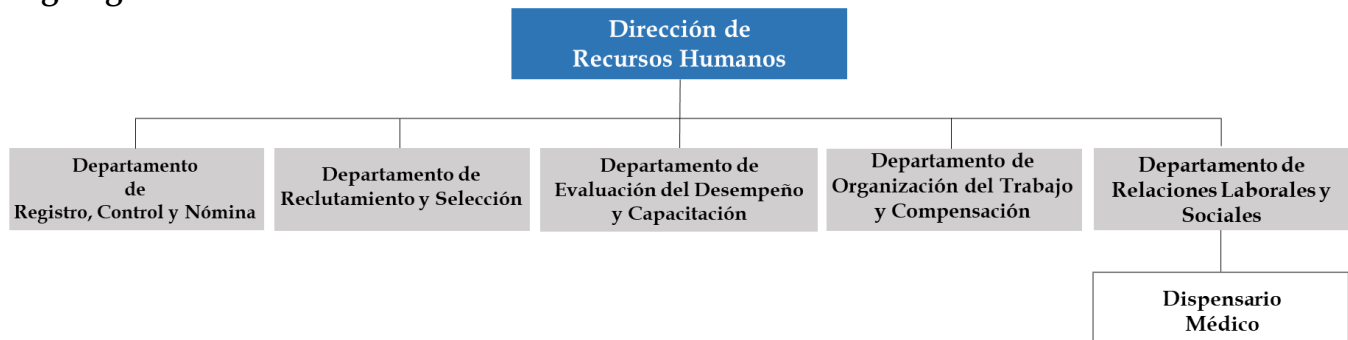 Dirección de
Recursos Humanos
Departamento
de
Registro, Control y Nómina
Departamento de
Reclutamiento y Selección
Departamento de
Evaluación del Desempeño
y Capacitación
Departamento de
Organización del Trabajo
y Compensación
Departamento de
Relaciones Laborales y
Sociales
Dispensario
Médico